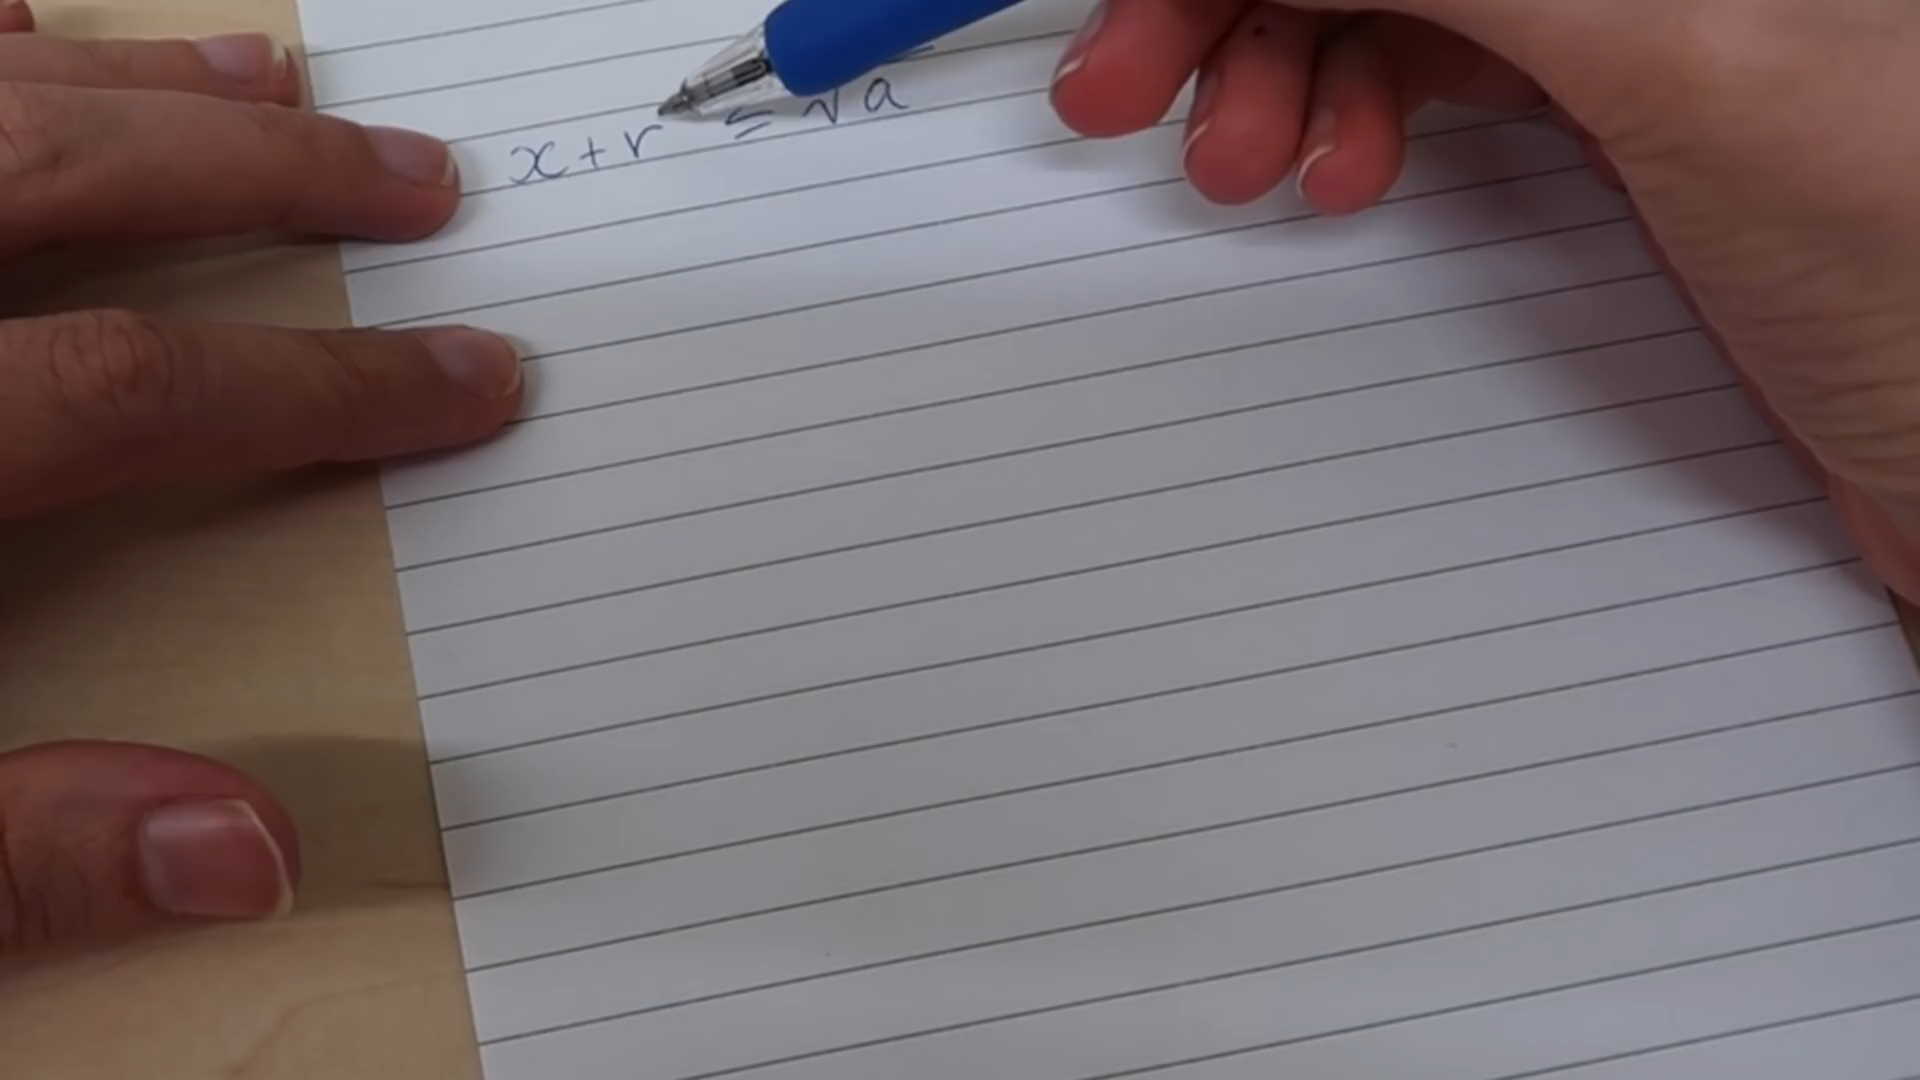 x + r = √a